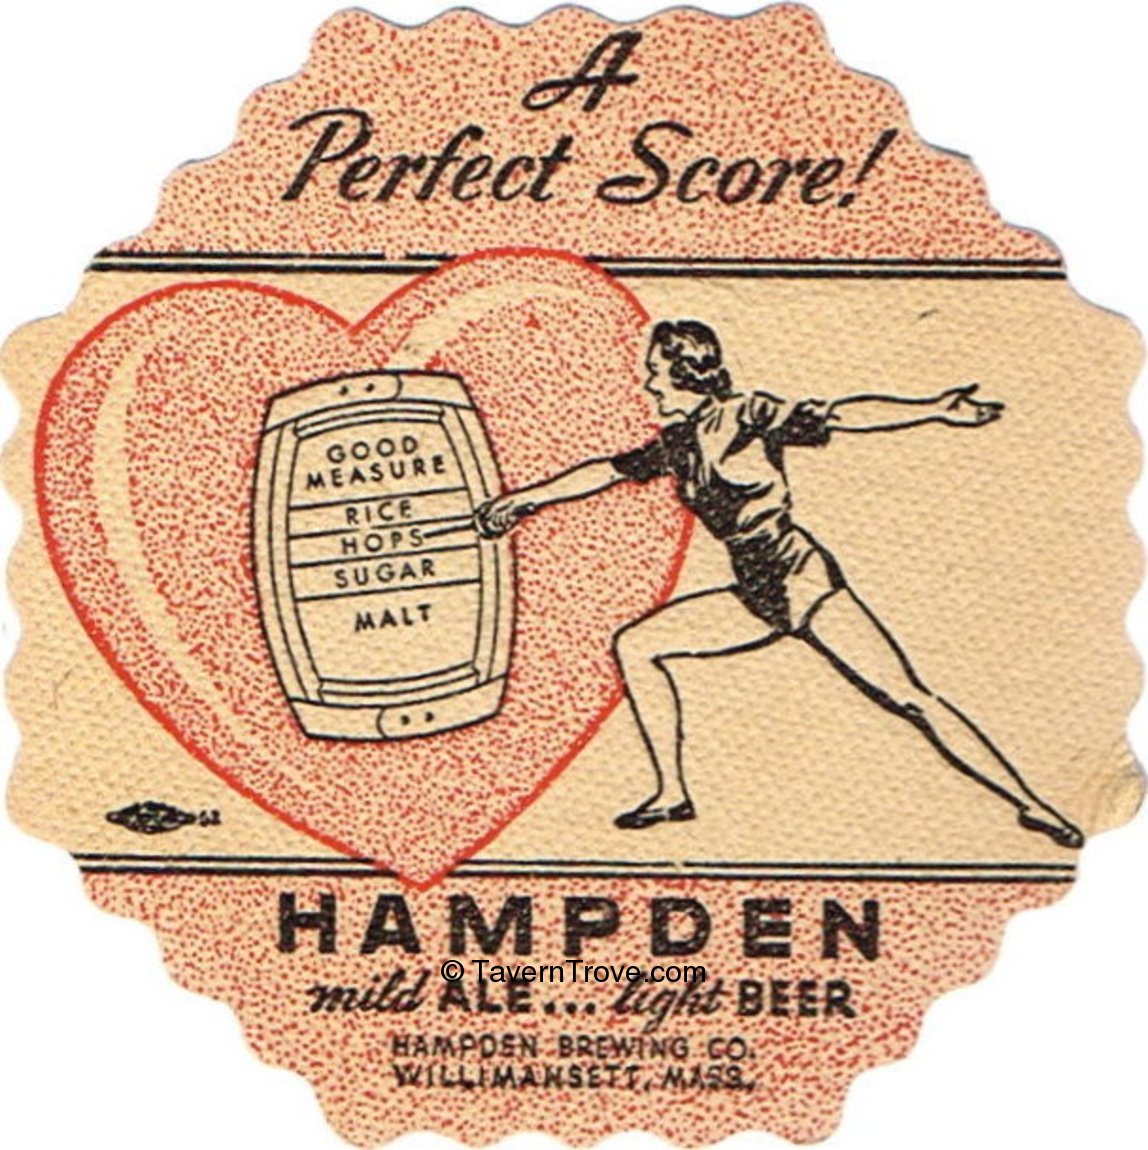 A
Perfect Score!
GOOD
MEASURE
RICE
HOPS
SUGAR
MALT
HAMPDEN
© TavernTrove.com
mild ALE... light BEER
HAMPDEN BREWING CO.
WILLIMANSETT, MASS.